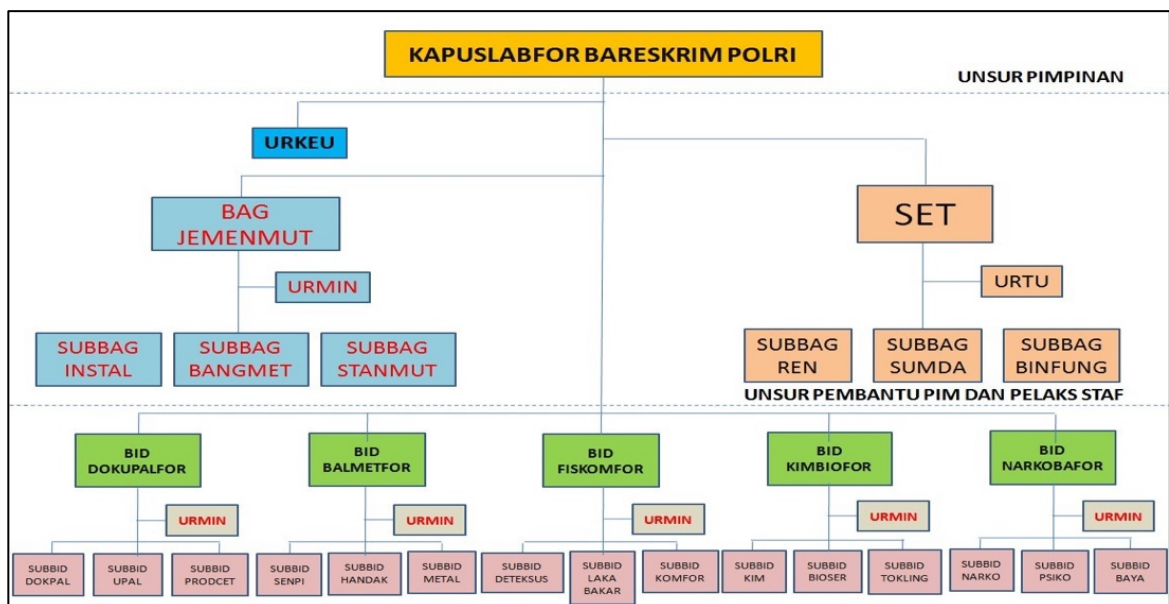 KAPUSLABFOR BARESKRIM POLRI
UNSUR PIMPINAN
URKEU
BAG
JEMENMUT
SET
URMIN
URTU
SUBBAG
INSTAL
SUBBAG
BANGMET
SUBBAG
STANMUT
SUBBAG
REN
SUBBAG
SUMDA
SUBBAG
BINFUNG
UNSUR PEMBANTU PIM DAN PELAKS STAF
BID
DOKUPALFOR
BID
BALMETFOR
BID
FISKOMFOR
BID
KIMBIOFOR
BID
NARKOBAFOR
URMIN
URMIN
URMIN
URMIN
URMIN
SUBBID
DOKPAL
SUBBID
UPAL
SUBBID
PRODCET
SUBBID
SENPI
SUBBID
HANDAK
SUBBID
METAL
SUBBID
DETEKSUS
SUBBID
LAKA
BAKAR
SUBBID
KOMFOR
SUBBID
KIM
SUBBID
BIOSER
SUBBID
TOKLING
SUBBID
NARKO
SUBBID
PSIKO
SUBBID
BAYA